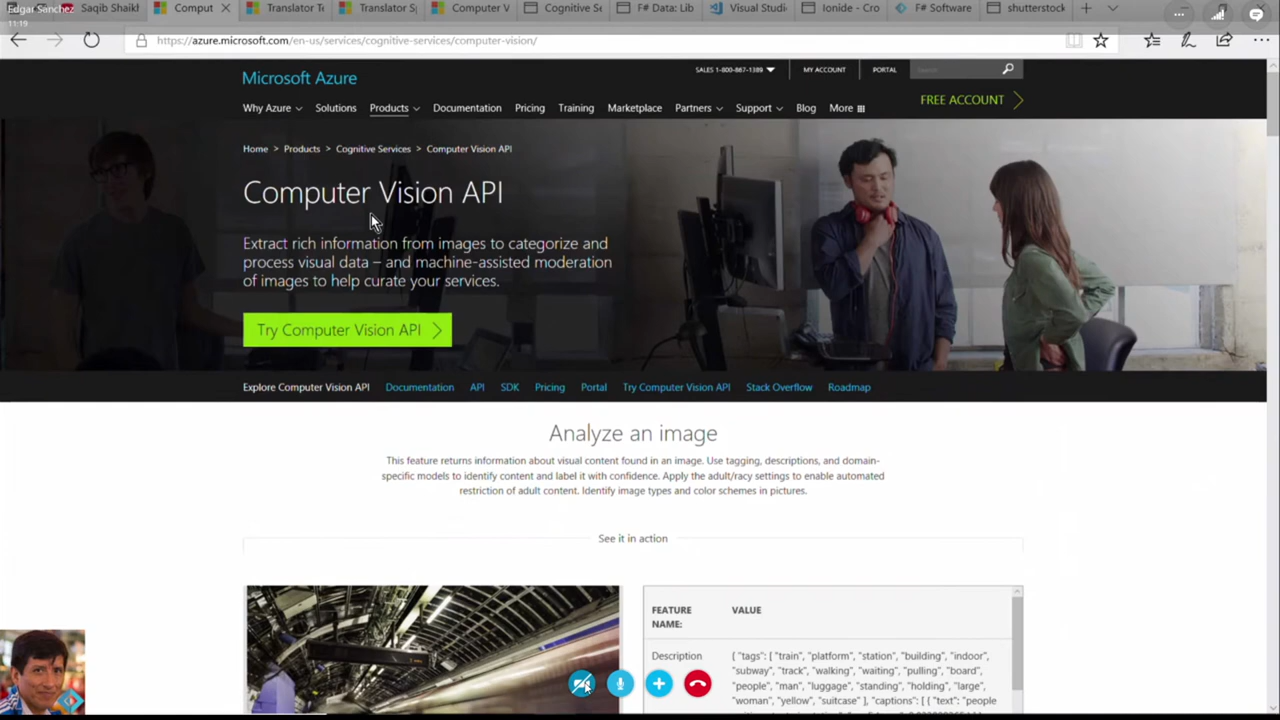 Edgar Sanchez
11:19
Saqib Shaikh
Comput
Translator Te
Translator Sp
Computer V
Cognitive Se
F# Data: Lib
Visual Studi
Ionide - Cro
F# Software
shutterstock
https://azure.microsoft.com/en-us/services/cognitive-services/computer-vision/
Microsoft Azure
SALES 1-800-867-1389
MY ACCOUNT
PORTAL
Search
Why Azure
Solutions
Products
Documentation
Pricing
Training
Marketplace
Partners
Support
Blog
More
FREE ACCOUNT
Home > Products > Cognitive Services > Computer Vision API
Computer Vision API
Extract rich information from images to categorize and
process visual data – and machine-assisted moderation
of images to help curate your services.
Try Computer Vision API
Explore Computer Vision API
Documentation
API
SDK
Pricing
Portal
Try Computer Vision API
Stack Overflow
Roadmap
Analyze an image
This feature returns information about visual content found in an image. Use tagging, descriptions, and domain-
specific models to identify content and label it with confidence. Apply the adult/racy settings to enable automated
restriction of adult content. Identify image types and color schemes in pictures.
See it in action
FEATURE
NAME:
VALUE
Description
{ "tags": [ "train", "platform", "station", "building", "indoor",
"subway", "track", "walking", "waiting", "pulling", "board",
"people", "man", "luggage", "standing", "holding", "large",
"woman", "yellow", "suitcase" ], "captions": [ { "text": "people